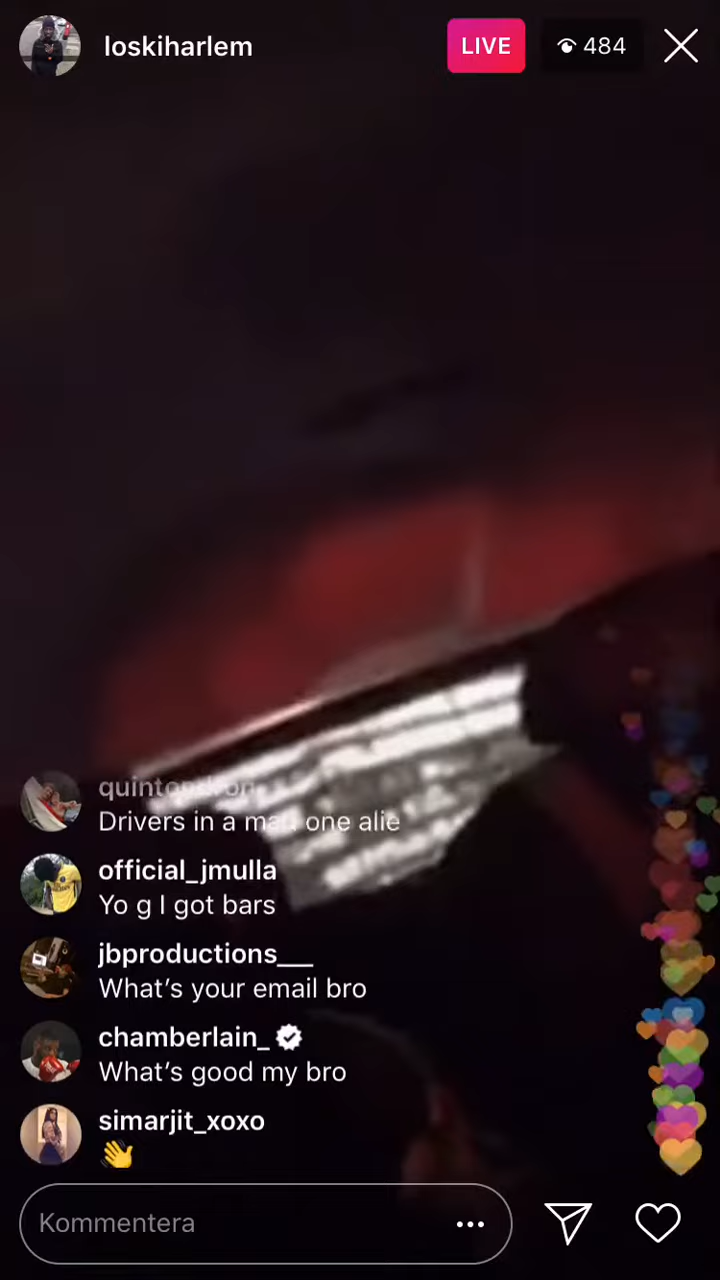 loskiharlem
LIVE
484
Drivers in a mad one alie
official_jmulla
Yo g I got bars
jbproductions___
What's your email bro
chamberlain_
What's good my bro
simarjit_xoxo
👋
Kommentera